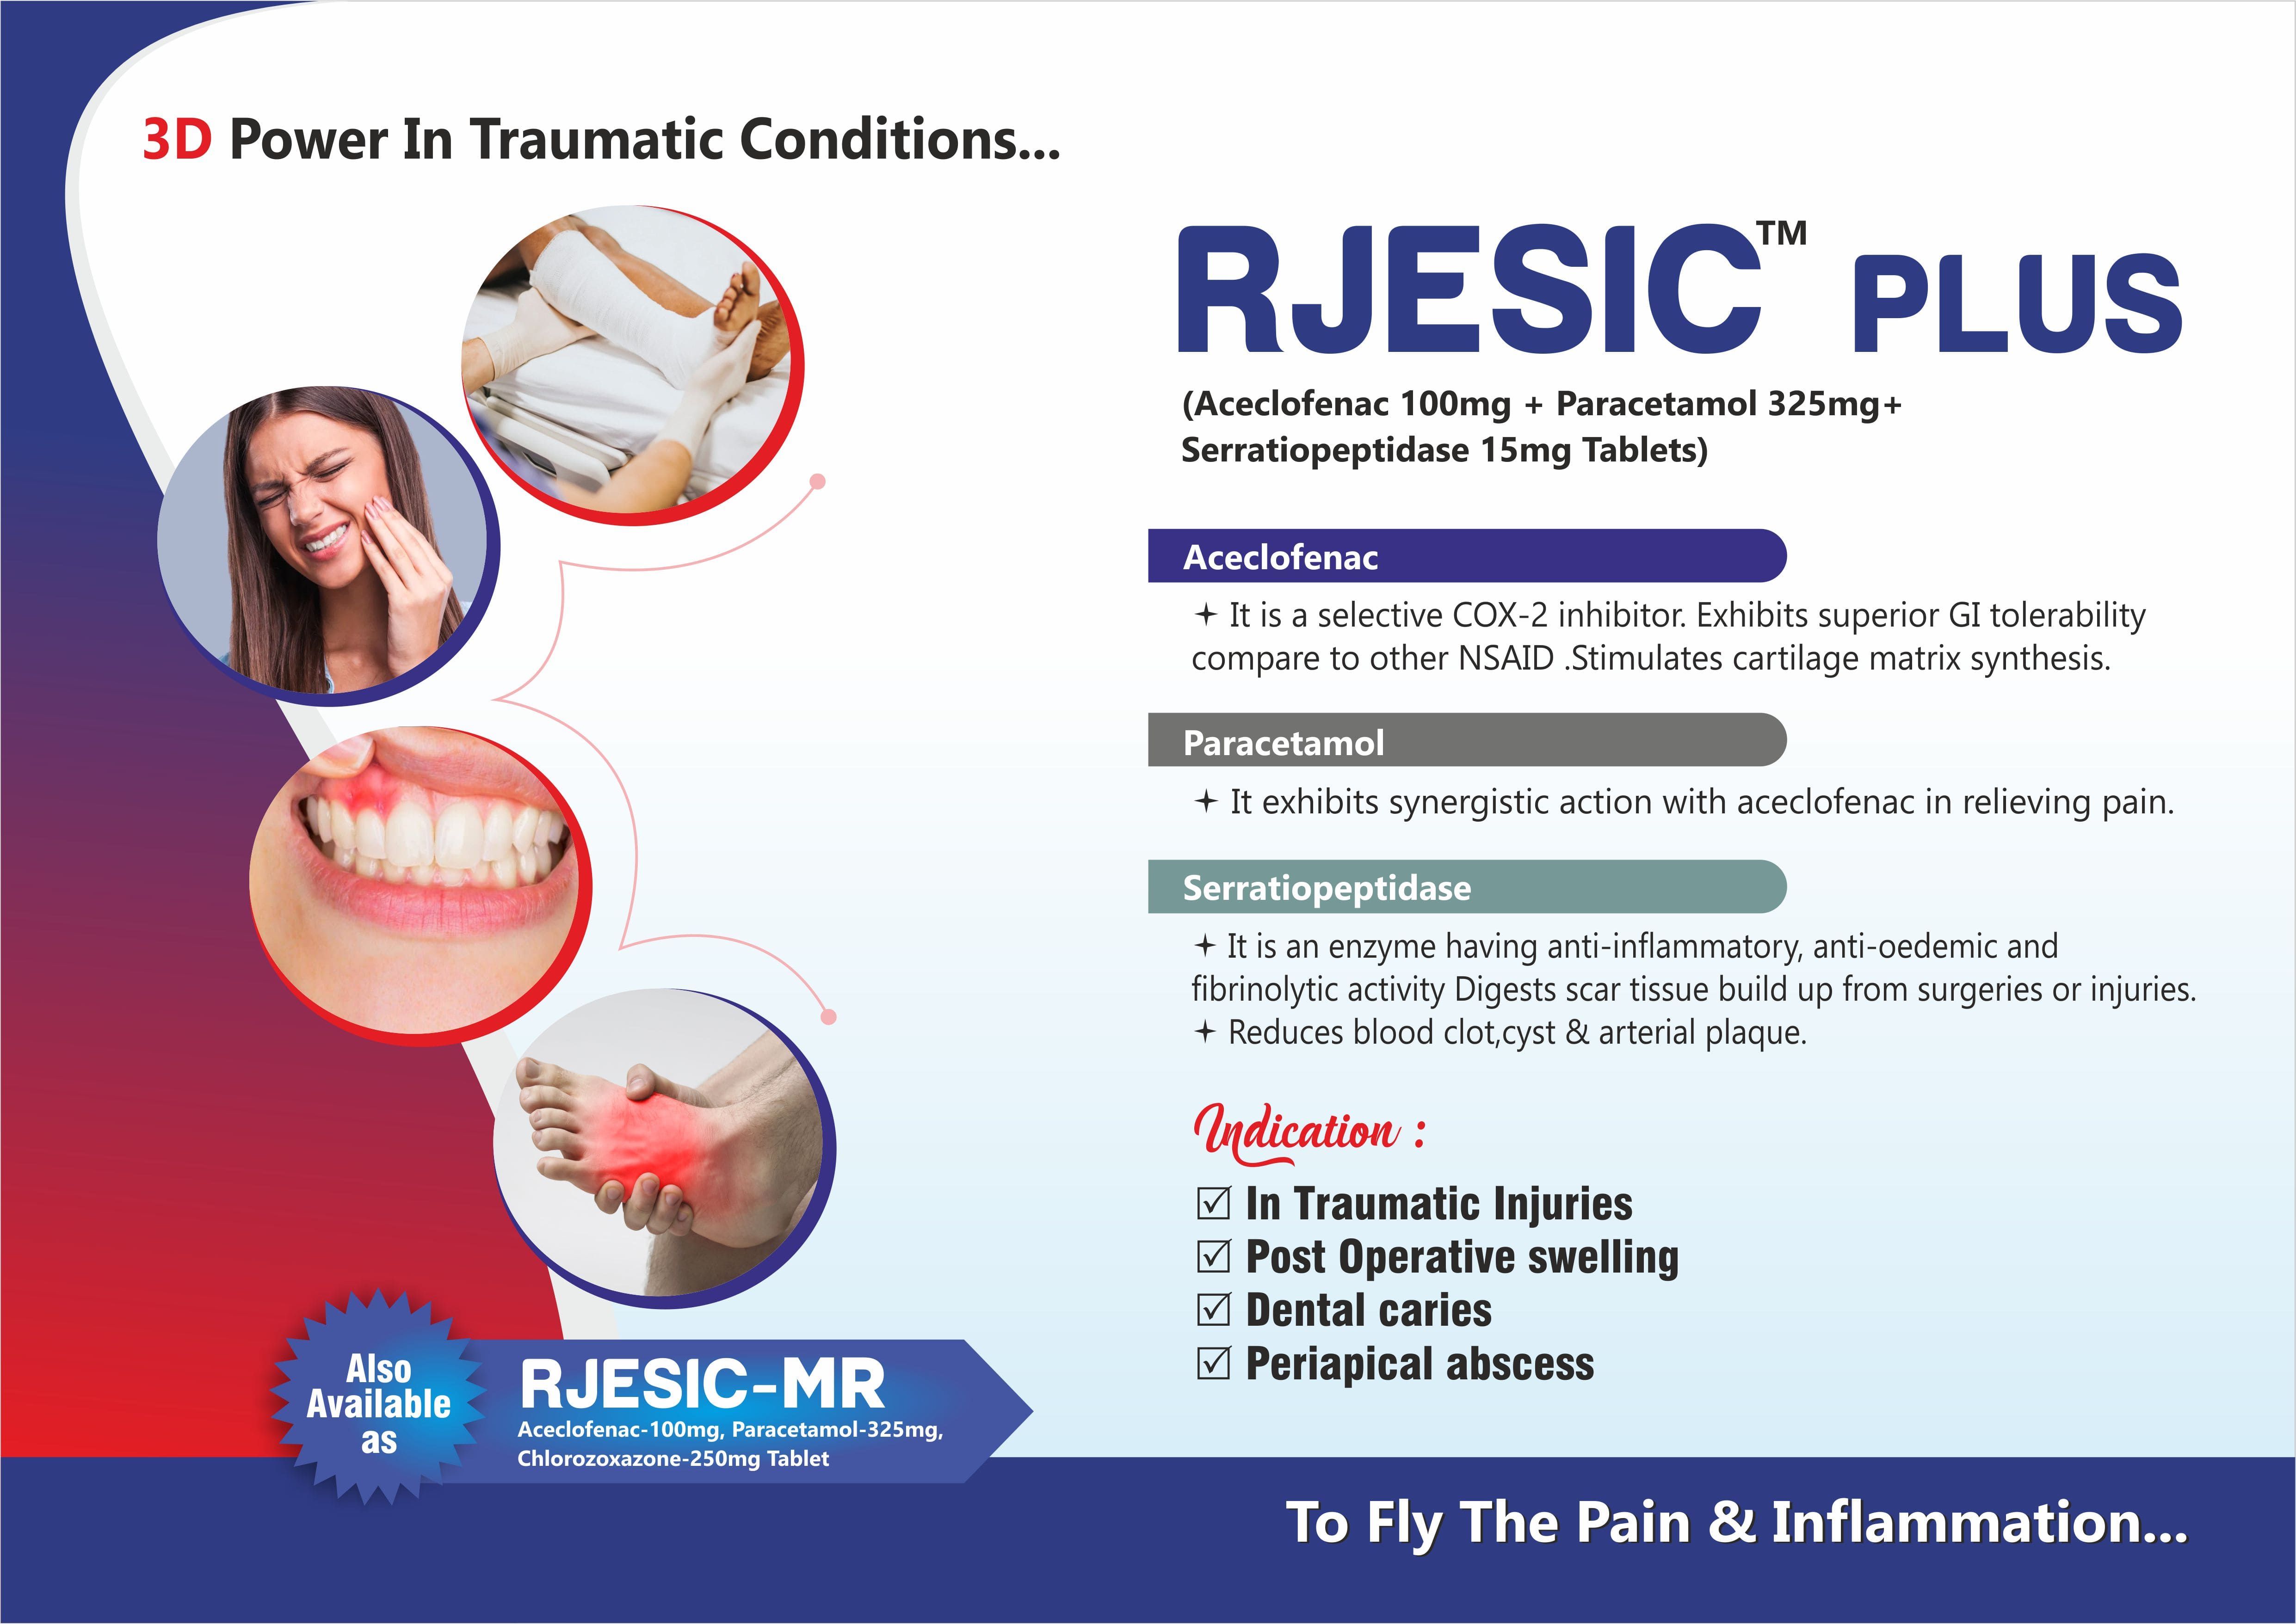 3D Power In Traumatic Conditions...
RJESIC™ PLUS
(Aceclofenac 100mg + Paracetamol 325mg+
Serratiopeptidase 15mg Tablets)
Aceclofenac
It is a selective COX-2 inhibitor. Exhibits superior GI tolerability
compare to other NSAID .Stimulates cartilage matrix synthesis.
Paracetamol
It exhibits synergistic action with aceclofenac in relieving pain.
Serratiopeptidase
It is an enzyme having anti-inflammatory, anti-oedemic and
fibrinolytic activity Digests scar tissue build up from surgeries or injuries.
Reduces blood clot,cyst & arterial plaque.
Indication :
In Traumatic Injuries
Post Operative swelling
Dental caries
Periapical abscess
Also
Available
as
RJESIC-MR
Aceclofenac-100mg, Paracetamol-325mg,
Chlorozoxazone-250mg Tablet
To Fly The Pain & Inflammation...